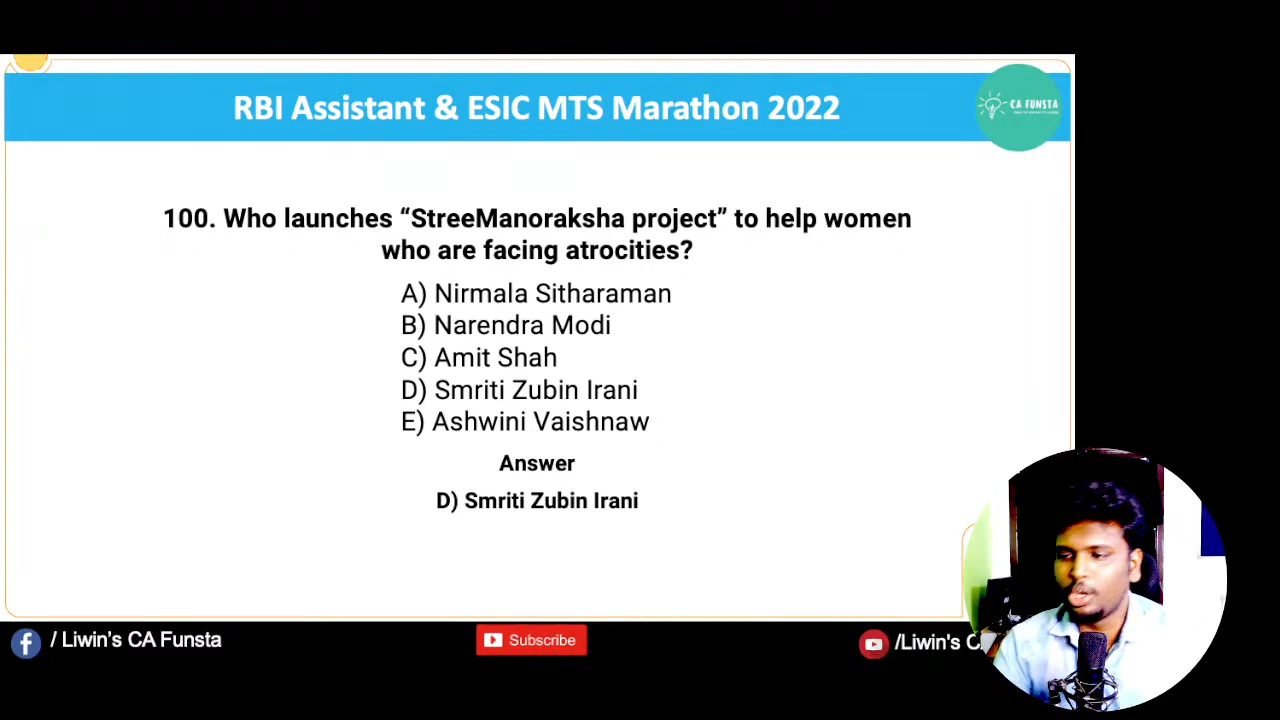 RBI Assistant & ESIC MTS Marathon 2022
CA FUNSTA
100. Who launches “StreeManoraksha project” to help women
who are facing atrocities?
A) Nirmala Sitharaman
B) Narendra Modi
C) Amit Shah
D) Smriti Zubin Irani
E) Ashwini Vaishnaw
Answer
D) Smriti Zubin Irani
/ Liwin's CA Funsta
Subscribe
/Liwin's